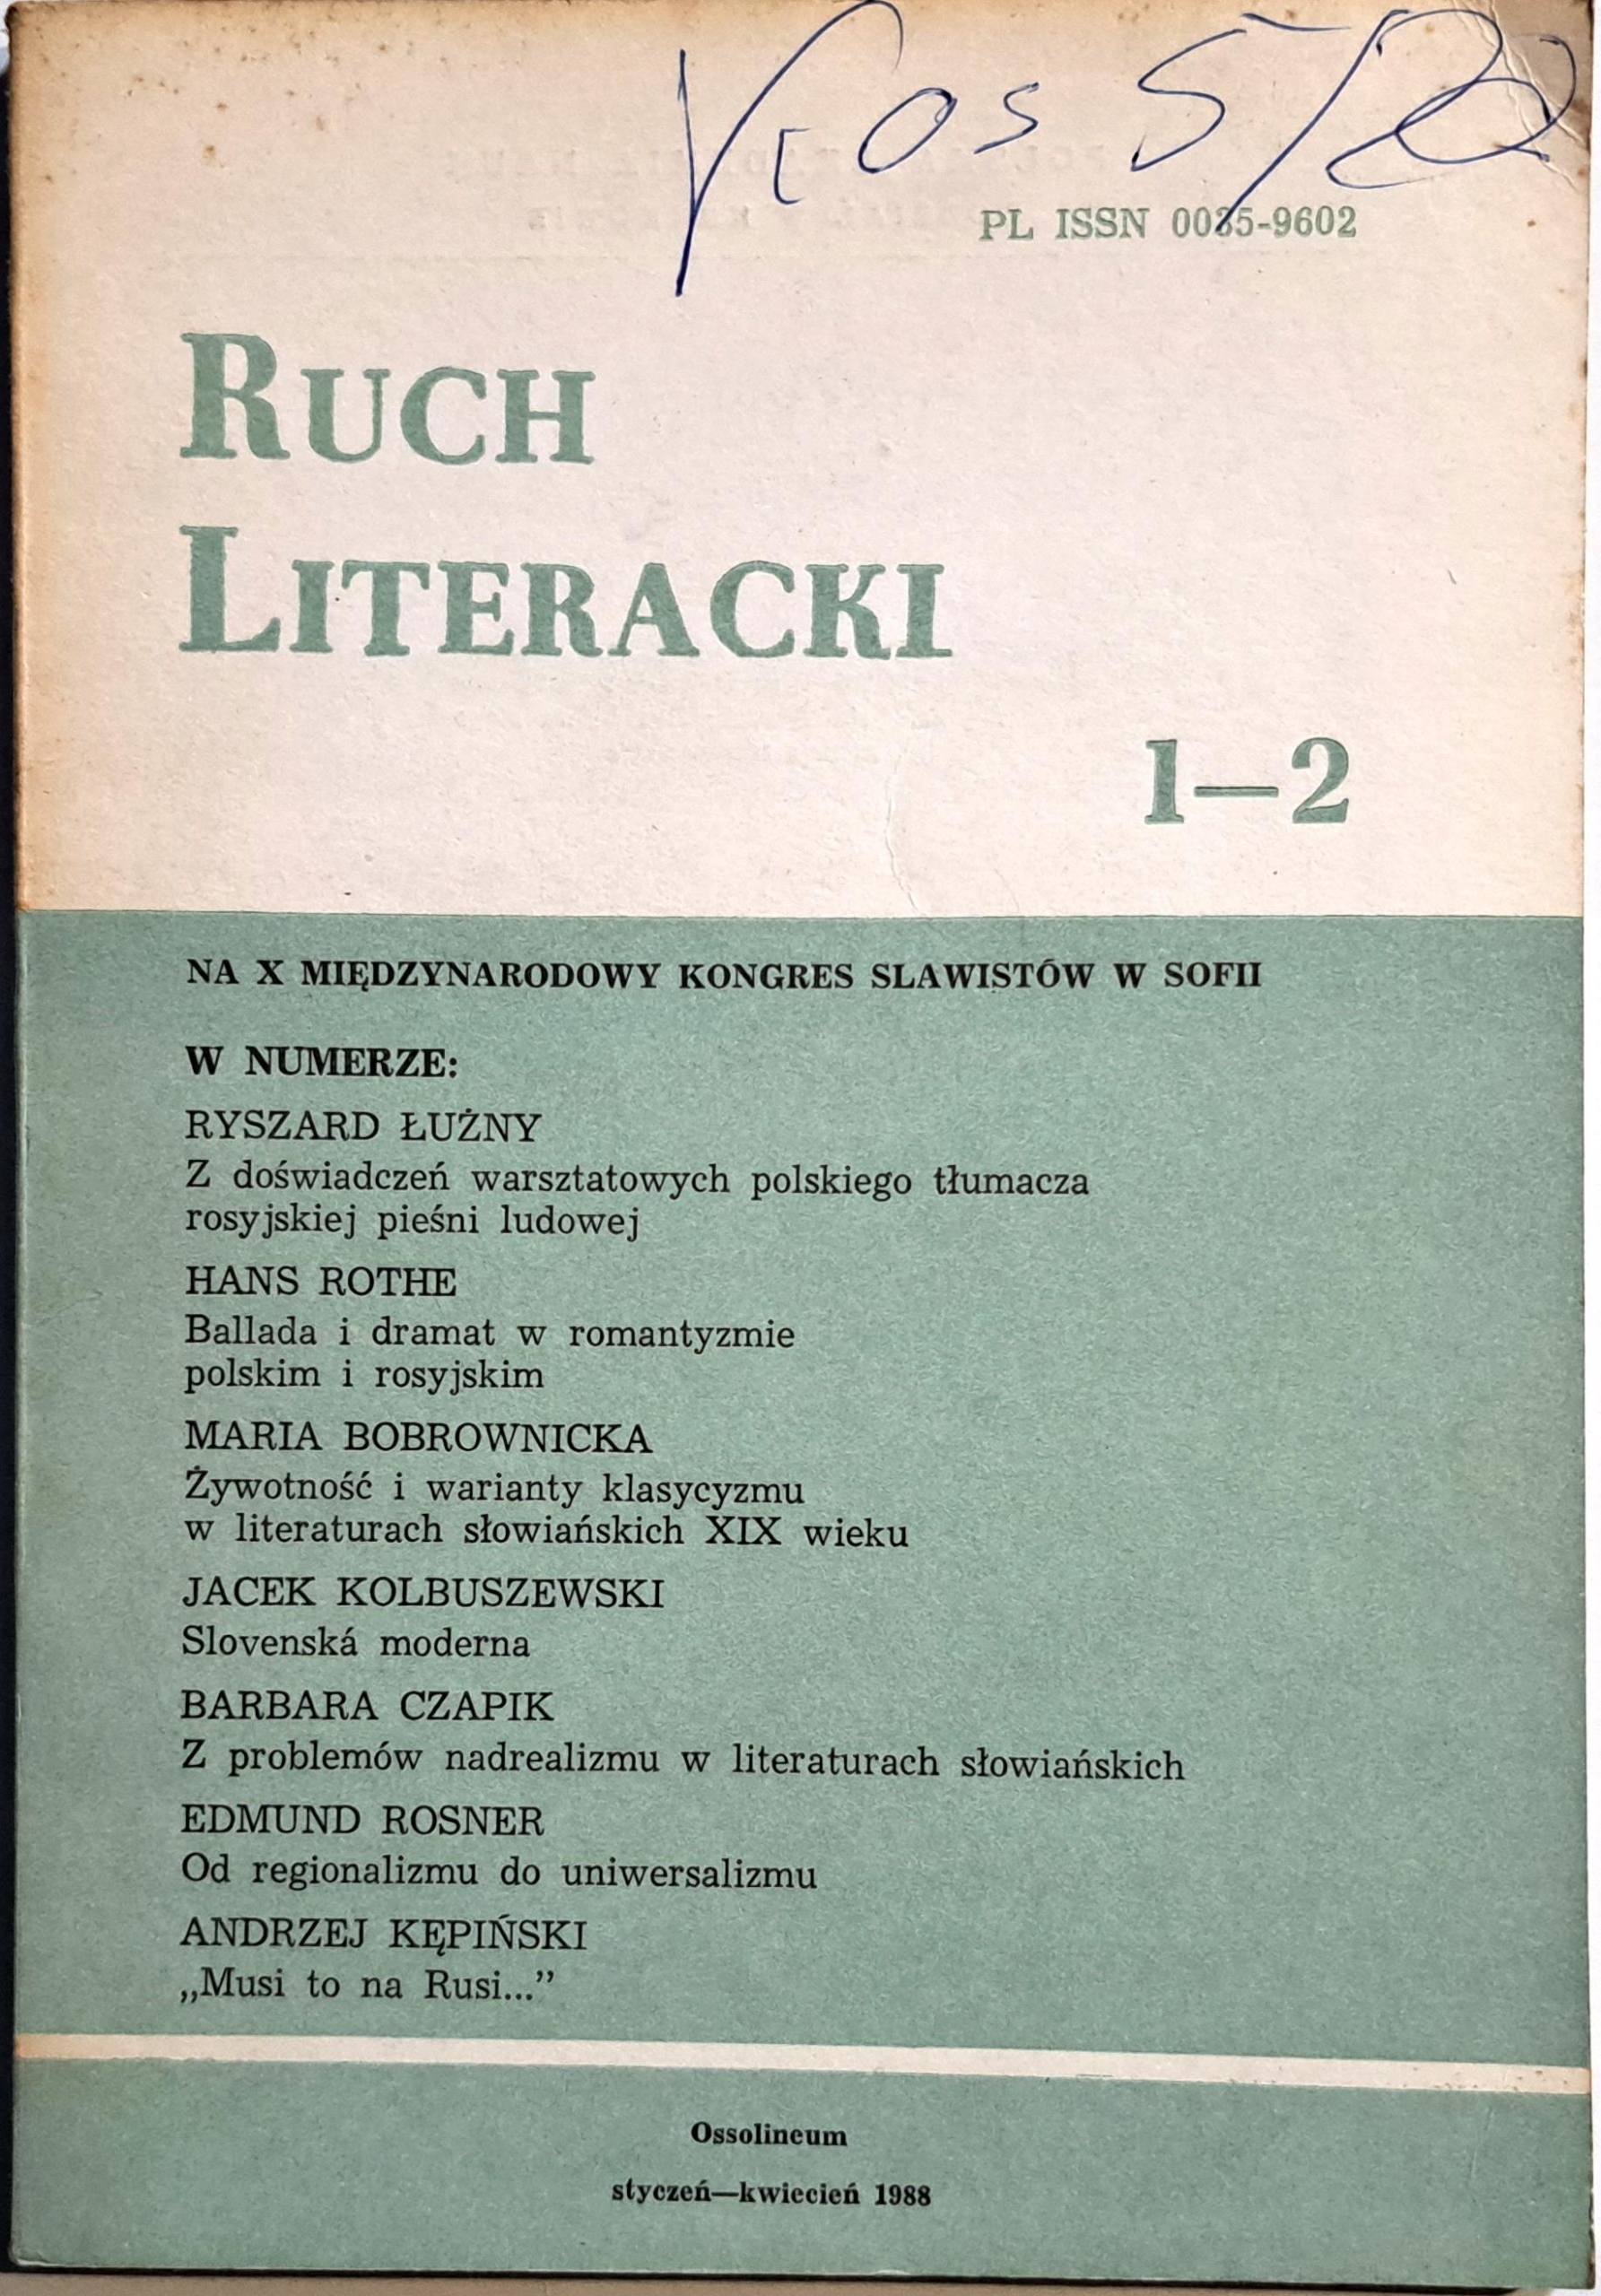 PL ISSN 0035-9602
RUCH
LITERACKI
1—2
NA X MIĘDZYNARODOWY KONGRES SLAWISTÓW W SOFII
W NUMERZE:
RYSZARD ŁUŻNY
Z doświadczeń warsztatowych polskiego tłumacza
rosyjskiej pieśni ludowej
HANS ROTHE
Ballada i dramat w romantyzmie
polskim i rosyjskim
MARIA BOBROWNICKA
Żywotność i warianty klasycyzmu
w literaturach słowiańskich XIX wieku
JACEK KOLBUSZEWSKI
Slovenská moderna
BARBARA CZAPIK
Z problemów nadrealizmu w literaturach słowiańskich
EDMUND ROSNER
Od regionalizmu do uniwersalizmu
ANDRZEJ KĘPIŃSKI
„Musi to na Rusi...”
Ossolineum
styczeń—kwiecień 1988